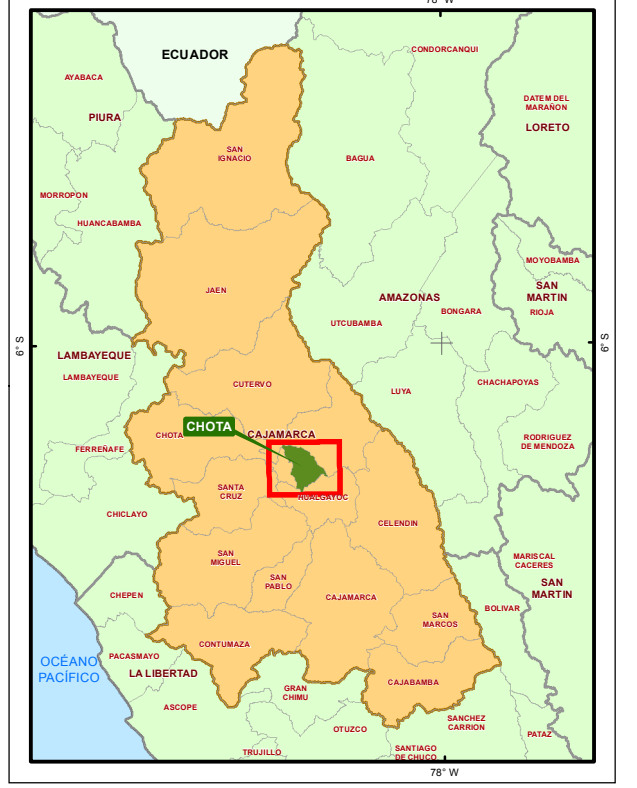 78° W
ECUADOR
CONDORCANQUI
AYABACA
DATEM DEL
MARAÑON
PIURA
LORETO
SAN
IGNACIO
BAGUA
MORROPON
HUANCABAMBA
MOYOBAMBA
SAN
MARTIN
JAEN
AMAZONAS
BONGARA
RIOJA
UTCUBAMBA
6° S
6° S
LAMBAYEQUE
LAMBAYEQUE
CUTERVO
LUYA
CHACHAPOYAS
CHOTA
CHOTA
CAJAMARCA
FERREÑAFE
RODRIGUEZ
DE MENDOZA
SANTA
CRUZ
HUALGAYOC
CHICLAYO
CELENDIN
SAN
MIGUEL
MARISCAL
CACERES
SAN
PABLO
SAN
MARTIN
CHEPEN
CAJAMARCA
BOLIVAR
SAN
MARCOS
CONTUMAZA
OCÉANO
PACÍFICO
PACASMAYO
LA LIBERTAD
CAJABAMBA
GRAN
CHIMU
ASCOPE
SANCHEZ
CARRION
OTUZCO
PATAZ
TRUJILLO
SANTIAGO
DE CHUCO
78° W